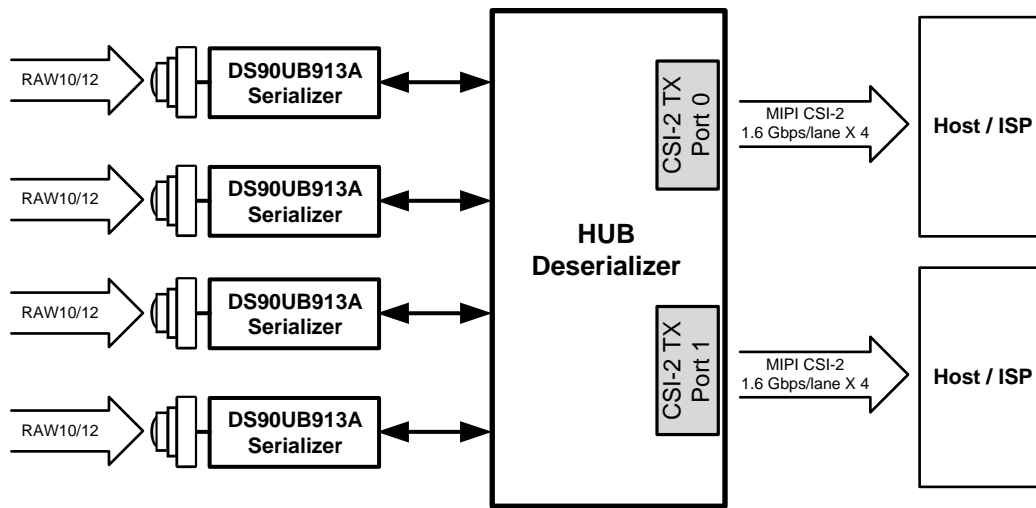 RAW10/12
DS90UB913A
Serializer
RAW10/12
DS90UB913A
Serializer
RAW10/12
DS90UB913A
Serializer
RAW10/12
DS90UB913A
Serializer
HUB
Deserializer
CSI-2 TX
Port 0
CSI-2 TX
Port 1
MIPI CSI-2
1.6 Gbps/lane X 4
Host / ISP
MIPI CSI-2
1.6 Gbps/lane X 4
Host / ISP